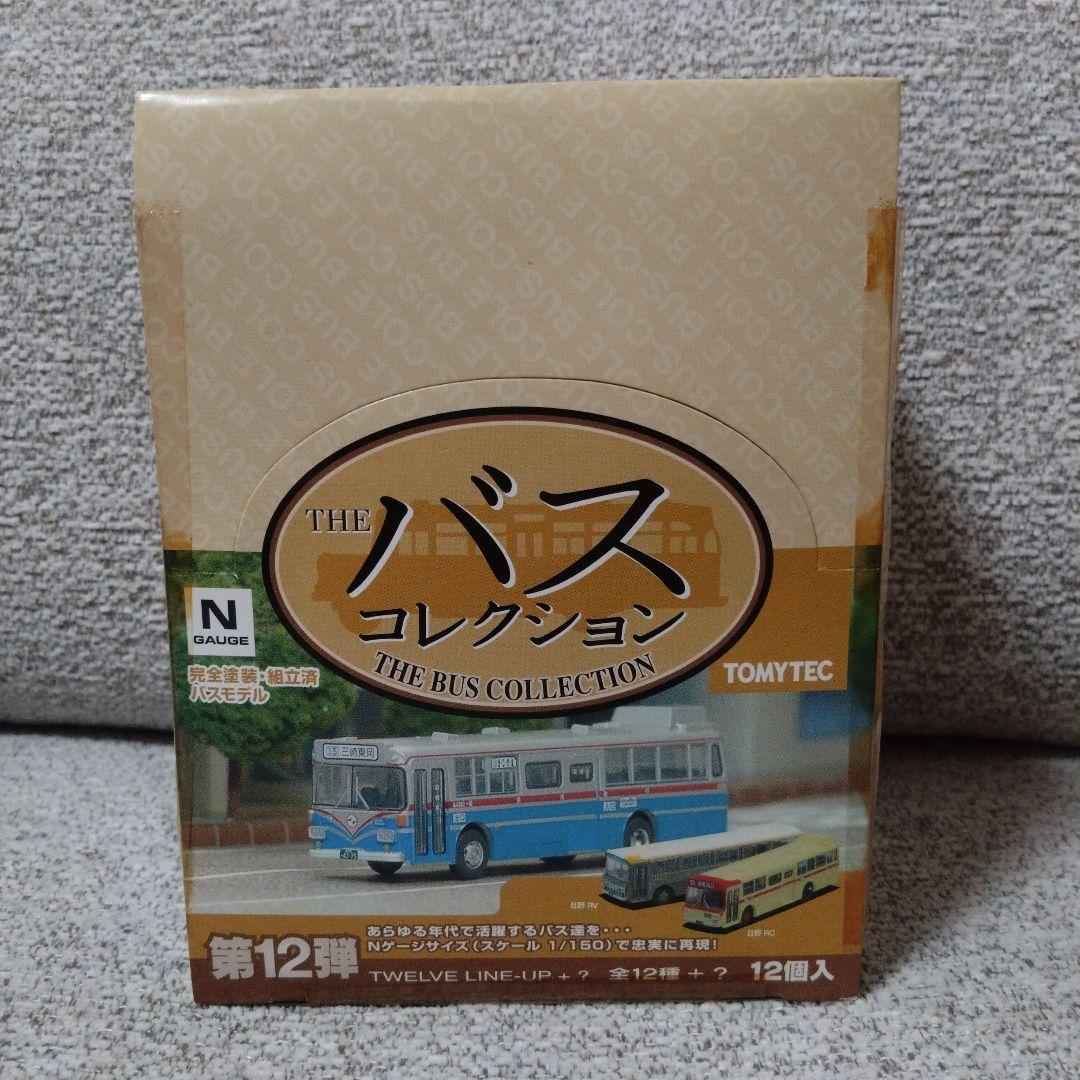 THE バス
コレクション
THE BUS COLLECTION
N
GAUGE
完全塗装・組立済
バスモデル
TOMYTEC
三崎東岡
日野 RV
日野 RC
第12弾
あらゆる年代で活躍するバス達を・・・
Nゲージサイズ(スケール 1/150)で忠実に再現!
TWELVE LINE-UP + ? 全12種 + ? 12個入